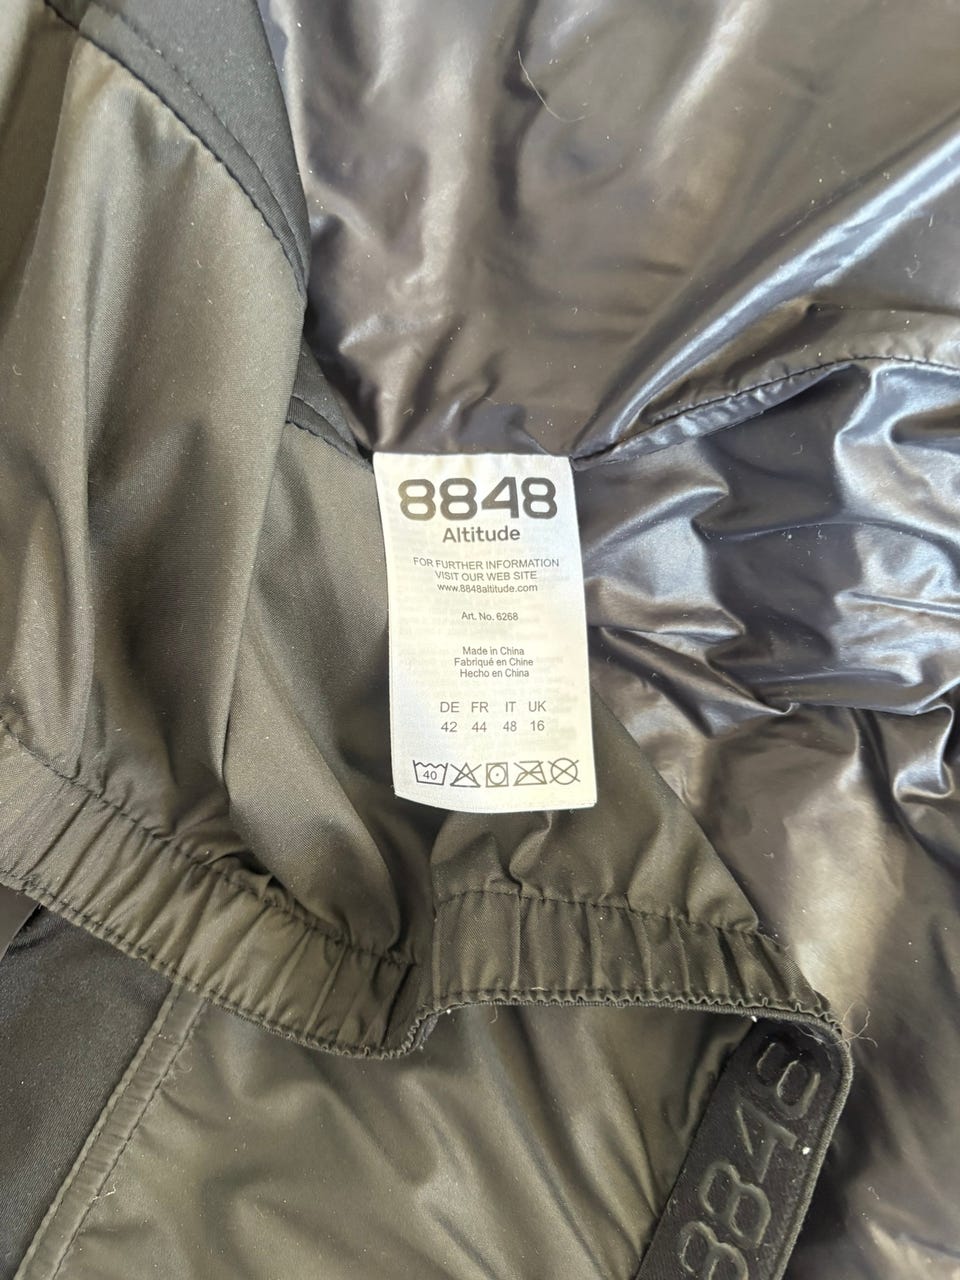 8848
Altitude
FOR FURTHER INFORMATION
VISIT OUR WEB SITE
www.8848altitude.com
Art. No. 6268
Made in China
Fabriqué en Chine
Hecho en China
DE FR IT UK
42 44 48 16
40
8848